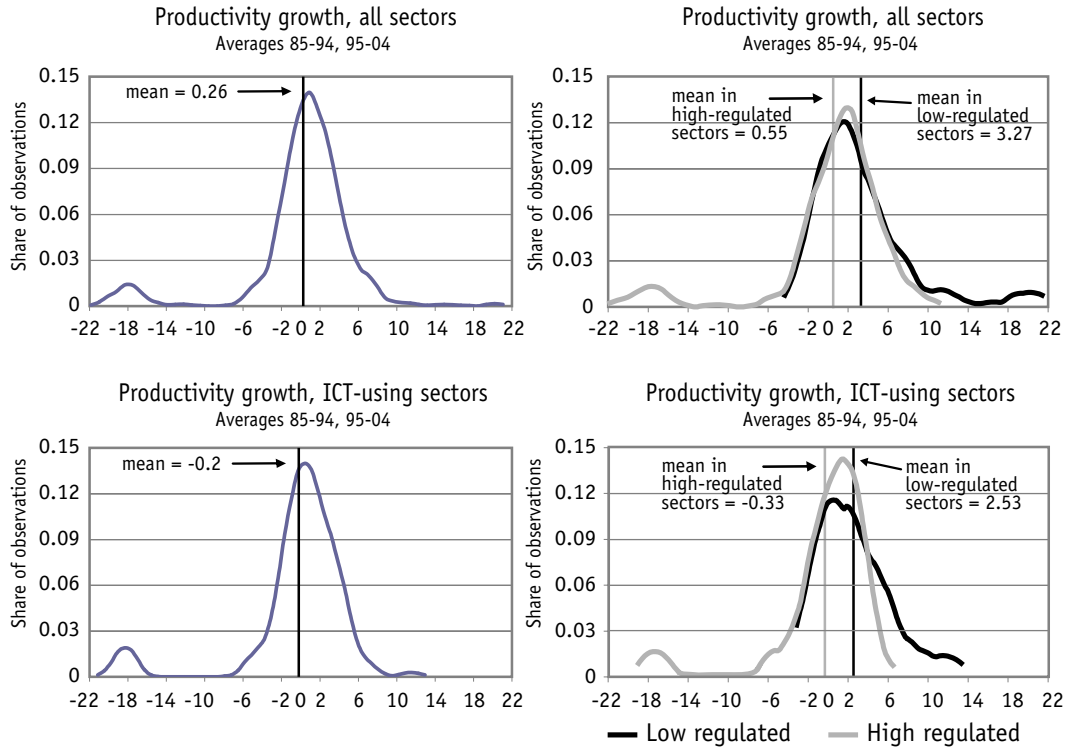 Productivity growth, all sectors
Averages 85-94, 95-04
Share of observations
0.15
0.12
0.09
0.06
0.03
0
mean = 0.26
-22 -18 -14 -10 -6 -2 0 2 6 10 14 18 22
Productivity growth, all sectors
Averages 85-94, 95-04
Share of observations
0.15
0.12
0.09
0.06
0.03
0
mean in
high-regulated
sectors = 0.55
mean in
low-regulated
sectors = 3.27
-22 -18 -14 -10 -6 -2 0 2 6 10 14 18 22
Productivity growth, ICT-using sectors
Averages 85-94, 95-04
Share of observations
0.15
0.12
0.09
0.06
0.03
0
mean = -0.2
-22 -18 -14 -10 -6 -2 0 2 6 10 14 18 22
Productivity growth, ICT-using sectors
Averages 85-94, 95-04
Share of observations
0.15
0.12
0.09
0.06
0.03
0
mean in
high-regulated
sectors = -0.33
mean in
low-regulated
sectors = 2.53
-22 -18 -14 -10 -6 -2 0 2 6 10 14 18 22
Low regulated High regulated